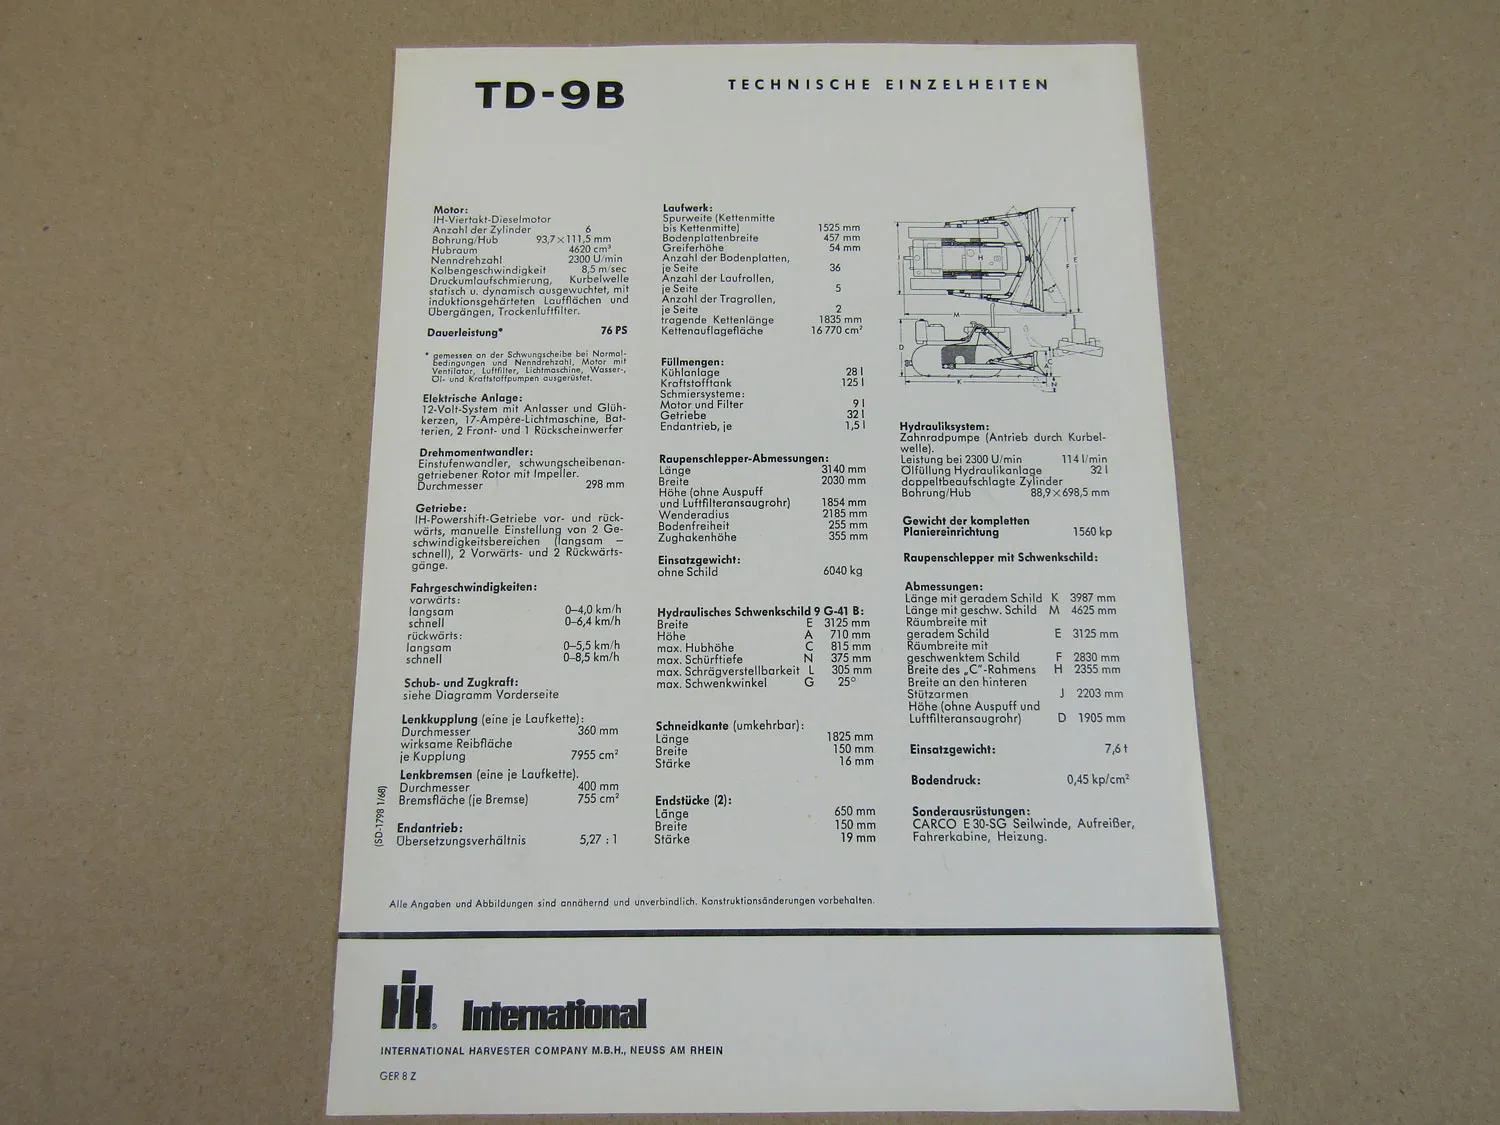 TD-9B
TECHNISCHE EINZELHEITEN
Motor:
IH-Viertakt-Dieselmotor
Anzahl der Zylinder 6
Bohrung/Hub 93,7×111,5 mm
Hubraum 4620 cm³
Nenndrehzahl 2300 U/min
Kolbengeschwindigkeit 8,5 m/sec
Druckumlaufschmierung, Kurbelwelle
statisch u. dynamisch ausgewuchtet, mit
induktionsgehärteten Laufflächen und
Übergängen, Trockenluftfilter.
Dauerleistung* 76 PS
* gemessen an der Schwungscheibe bei Normal-
bedingungen und Nenndrehzahl, Motor mit
Ventilator, Luftfilter, Lichtmaschine, Wasser-,
Öl- und Kraftstoffpumpen ausgerüstet.
Elektrische Anlage:
12-Volt-System mit Anlasser und Glüh-
kerzen, 17-Ampère-Lichtmaschine, Bat-
terien, 2 Front- und 1 Rückscheinwerfer
Drehmomentwandler:
Einstufenwandler, schwungscheibenan-
getriebener Rotor mit Impeller.
Durchmesser 298 mm
Getriebe:
IH-Powershift-Getriebe vor- und rück-
wärts, manuelle Einstellung von 2 Ge-
schwindigkeitsbereichen (langsam –
schnell), 2 Vorwärts- und 2 Rückwärts-
gänge.
Fahrgeschwindigkeiten:
vorwärts:
langsam 0–4,0 km/h
schnell 0–6,4 km/h
rückwärts:
langsam 0–5,5 km/h
schnell 0–8,5 km/h
Schub- und Zugkraft:
siehe Diagramm Vorderseite
Lenkkupplung (eine je Laufkette):
Durchmesser 360 mm
wirksame Reibfläche
je Kupplung 7955 cm²
Lenkbremsen (eine je Laufkette).
Durchmesser 400 mm
Bremsfläche (je Bremse) 755 cm²
Endantrieb:
Übersetzungsverhältnis 5,27 : 1
(SD-1798 1/68)
Laufwerk:
Spurweite (Kettenmitte
bis Kettenmitte) 1525 mm
Bodenplattenbreite 457 mm
Greiferhöhe 54 mm
Anzahl der Bodenplatten,
je Seite 36
Anzahl der Laufrollen,
je Seite 5
Anzahl der Tragrollen,
je Seite 2
tragende Kettenlänge 1835 mm
Kettenauflagefläche 16 770 cm²
Füllmengen:
Kühlanlage 28 l
Kraftstofftank 125 l
Schmiersysteme:
Motor und Filter 9 l
Getriebe 32 l
Endantrieb, je 1,5 l
Raupenschlepper-Abmessungen:
Länge 3140 mm
Breite 2030 mm
Höhe (ohne Auspuff
und Luftfilteransaugrohr) 1854 mm
Wenderadius 2185 mm
Bodenfreiheit 255 mm
Zughakenhöhe 355 mm
Einsatzgewicht:
ohne Schild 6040 kg
Hydraulisches Schwenkschild 9 G-41 B:
Breite E 3125 mm
Höhe A 710 mm
max. Hubhöhe C 815 mm
max. Schürftiefe N 375 mm
max. Schrägverstellbarkeit L 305 mm
max. Schwenkwinkel G 25°
Schneidkante (umkehrbar):
Länge 1825 mm
Breite 150 mm
Stärke 16 mm
Endstücke (2):
Länge 650 mm
Breite 150 mm
Stärke 19 mm
J H F E
G
M
D
C
A
K
N
Hydrauliksystem:
Zahnradpumpe (Antrieb durch Kurbel-
welle).
Leistung bei 2300 U/min 114 l/min
Ölfüllung Hydraulikanlage 32 l
doppeltbeaufschlagte Zylinder
Bohrung/Hub 88,9×698,5 mm
Gewicht der kompletten
Planiereinrichtung 1560 kp
Raupenschlepper mit Schwenkschild:
Abmessungen:
Länge mit geradem Schild K 3987 mm
Länge mit geschw. Schild M 4625 mm
Räumbreite mit
geradem Schild E 3125 mm
Räumbreite mit
geschwenktem Schild F 2830 mm
Breite des „C"-Rahmens H 2355 mm
Breite an den hinteren
Stützarmen J 2203 mm
Höhe (ohne Auspuff und
Luftfilteransaugrohr) D 1905 mm
Einsatzgewicht: 7,6 t
Bodendruck: 0,45 kp/cm²
Sonderausrüstungen:
CARCO E 30-SG Seilwinde, Aufreißer,
Fahrerkabine, Heizung.
Alle Angaben und Abbildungen sind annähernd und unverbindlich. Konstruktionsänderungen vorbehalten.
IH® International
INTERNATIONAL HARVESTER COMPANY M.B.H., NEUSS AM RHEIN
GER 8 Z